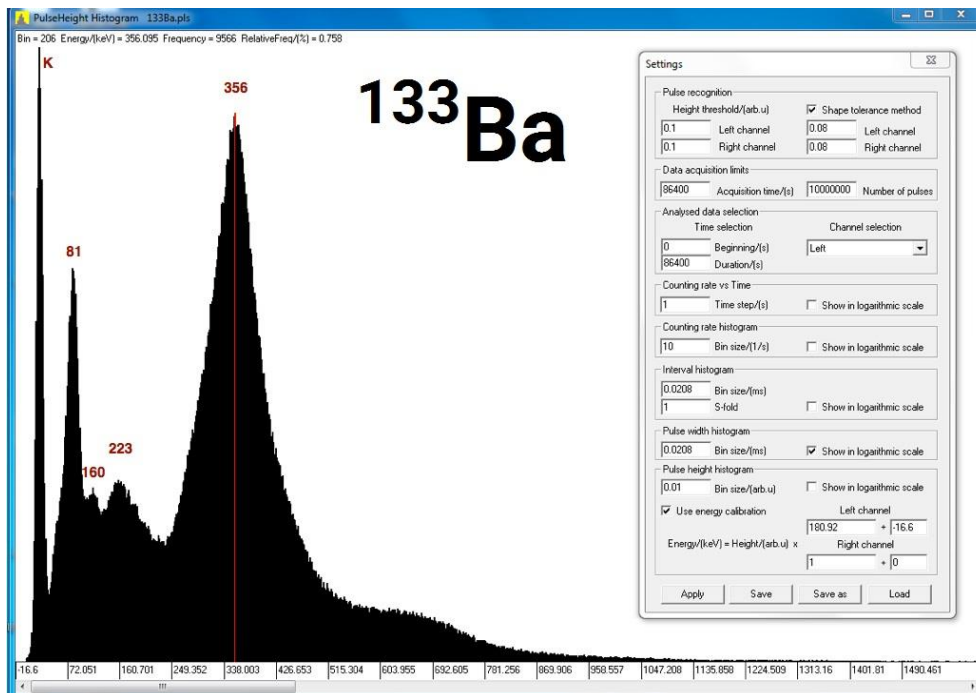 PulseHeight Histogram 133Ba.pls
Bin = 206 Energy/(keV) = 356.095 Frequency = 9566 RelativeFreq/(%) = 0.758
K
356
133Ba
81
223
160
-16.6 72.051 160.701 249.352 338.003 426.653 515.304 603.955 692.605 781.256 869.906 958.557 1047.208 1135.858 1224.509 1313.16 1401.81 1490.461
Settings
Pulse recognition
Height threshold/(arb.u) Shape tolerance method
0.1 Left channel 0.08 Left channel
0.1 Right channel 0.08 Right channel
Data acquisition limits
86400 Acquisition time/(s) 10000000 Number of pulses
Analysed data selection
Time selection Channel selection
0 Beginning/(s) Left
86400 Duration/(s)
Counting rate vs Time
1 Time step/(s) Show in logarithmic scale
Counting rate histogram
10 Bin size/(1/s) Show in logarithmic scale
Interval histogram
0.0208 Bin size/(ms)
1 S-fold Show in logarithmic scale
Pulse width histogram
0.0208 Bin size/(ms) Show in logarithmic scale
Pulse height histogram
0.01 Bin size/(arb.u) Show in logarithmic scale
Use energy calibration Left channel
180.92 + -16.6
Energy/(keV) = Height/(arb.u) x Right channel
1 + 0
Apply Save Save as Load